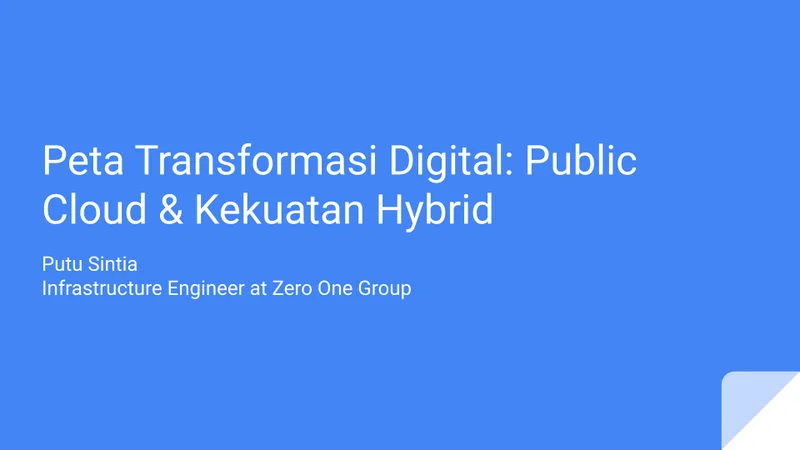 Peta Transformasi Digital: Public
Cloud & Kekuatan Hybrid
Putu Sintia
Infrastructure Engineer at Zero One Group